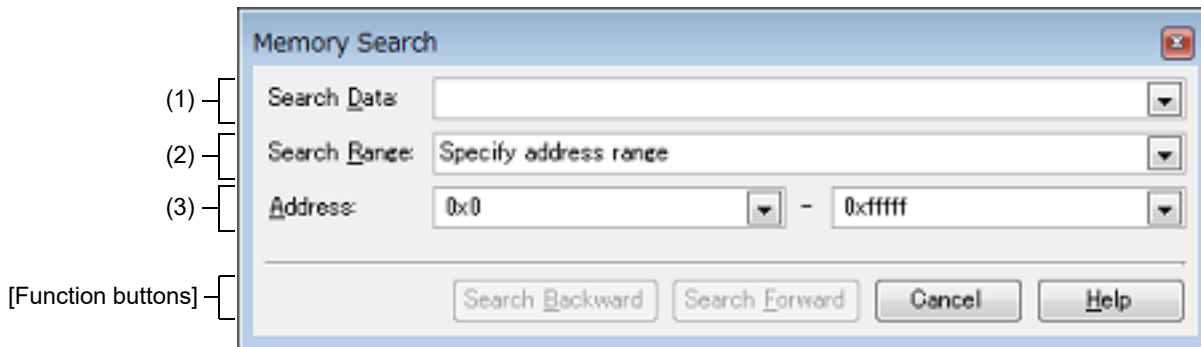 Memory Search
(1) Search Data:
(2) Search Range: Specify address range
(3) Address: 0x0 - 0xfffff
[Function buttons] Search Backward Search Forward Cancel Help